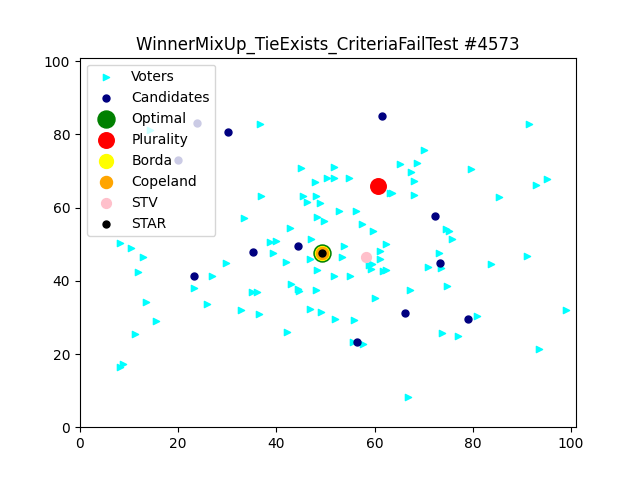 WinnerMixUp_TieExists_CriteriaFailTest #4573
100
80
60
40
20
0
Voters
Candidates
Optimal
Plurality
Borda
Copeland
STV
STAR
0 20 40 60 80 100